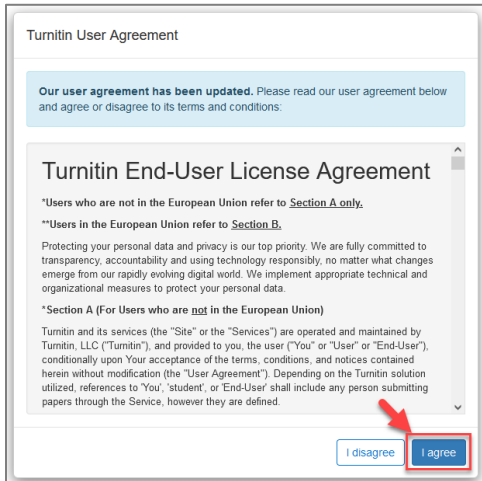 Turnitin User Agreement
Our user agreement has been updated. Please read our user agreement below
and agree or disagree to its terms and conditions:
Turnitin End-User License Agreement
*Users who are not in the European Union refer to Section A only.
**Users in the European Union refer to Section B.
Protecting your personal data and privacy is our top priority. We are fully committed to
transparency, accountability and using technology responsibly, no matter what changes
emerge from our rapidly evolving digital world. We implement appropriate technical and
organizational measures to protect your personal data.
*Section A (For Users who are not in the European Union)
Turnitin and its services (the "Site" or the "Services") are operated and maintained by
Turnitin, LLC ("Turnitin"), and provided to you, the user ("You" or "User" or "End-User"),
conditionally upon Your acceptance of the terms, conditions, and notices contained
herein without modification (the "User Agreement"). Depending on the Turnitin solution
utilized, references to 'You', 'student', or 'End-User' shall include any person submitting
papers through the Service, however they are defined.
I disagree
I agree